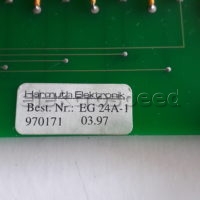 Harmuth Elektronik
Best. Nr.: EG 24A-1
970171 03.97